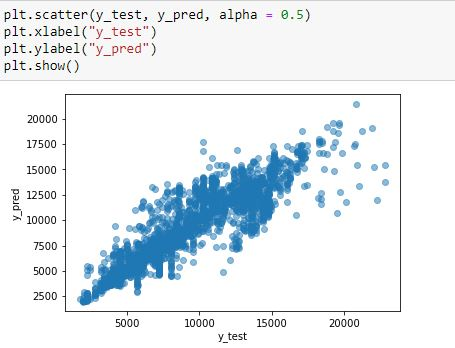 plt.scatter(y_test, y_pred, alpha = 0.5)
plt.xlabel("y_test")
plt.ylabel("y_pred")
plt.show()
20000
17500
15000
12500
10000
7500
5000
2500
y_pred
5000 10000 15000 20000
y_test